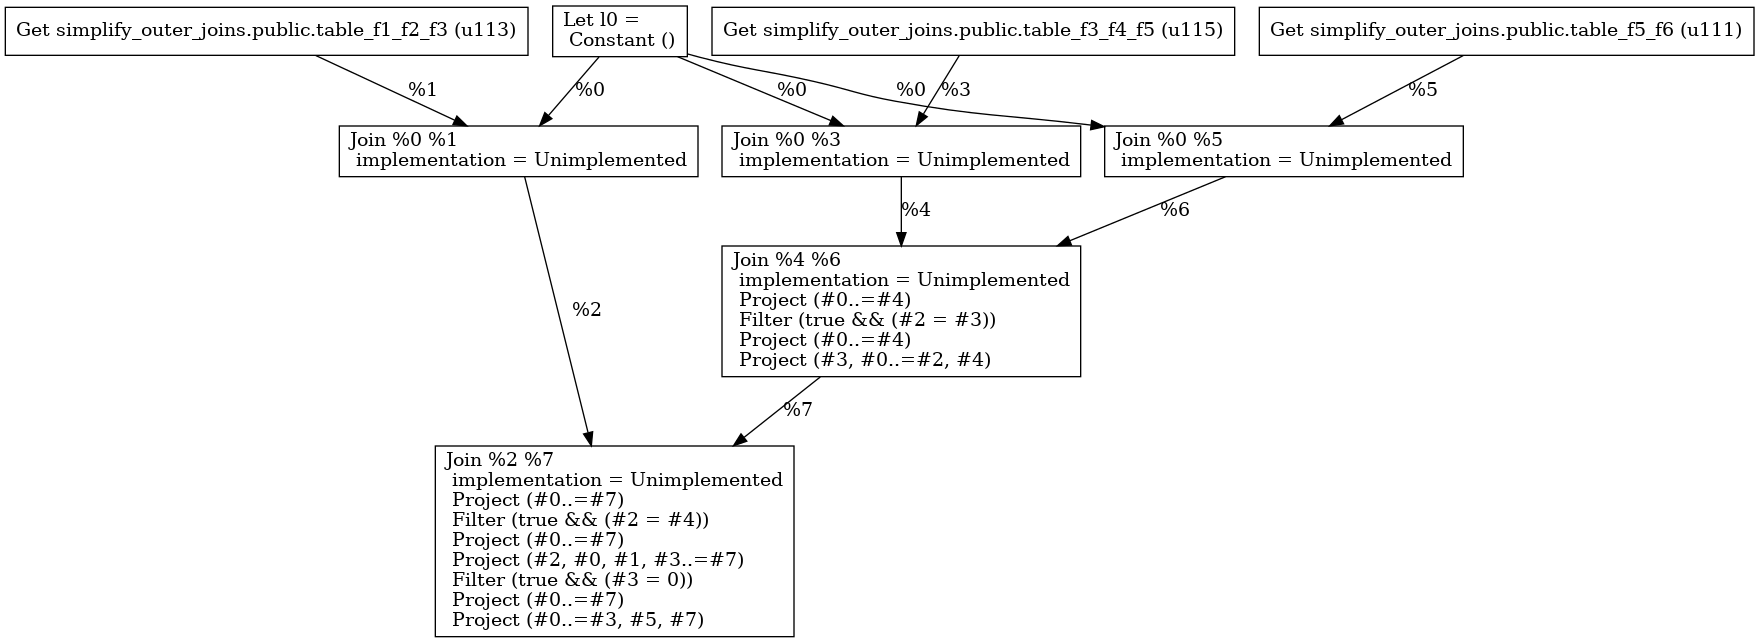 Get simplify_outer_joins.public.table_f1_f2_f3 (u113)
Let l0 =
Constant ()
Get simplify_outer_joins.public.table_f3_f4_f5 (u115)
Get simplify_outer_joins.public.table_f5_f6 (u111)
%1
%0
%0
%0
%3
%5
Join %0 %1
implementation = Unimplemented
Join %0 %3
implementation = Unimplemented
Join %0 %5
implementation = Unimplemented
%4
%6
Join %4 %6
implementation = Unimplemented
Project (#0..=#4)
Filter (true && (#2 = #3))
Project (#0..=#4)
Project (#3, #0..=#2, #4)
%2
%7
Join %2 %7
implementation = Unimplemented
Project (#0..=#7)
Filter (true && (#2 = #4))
Project (#0..=#7)
Project (#2, #0, #1, #3..=#7)
Filter (true && (#3 = 0))
Project (#0..=#7)
Project (#0..=#3, #5, #7)